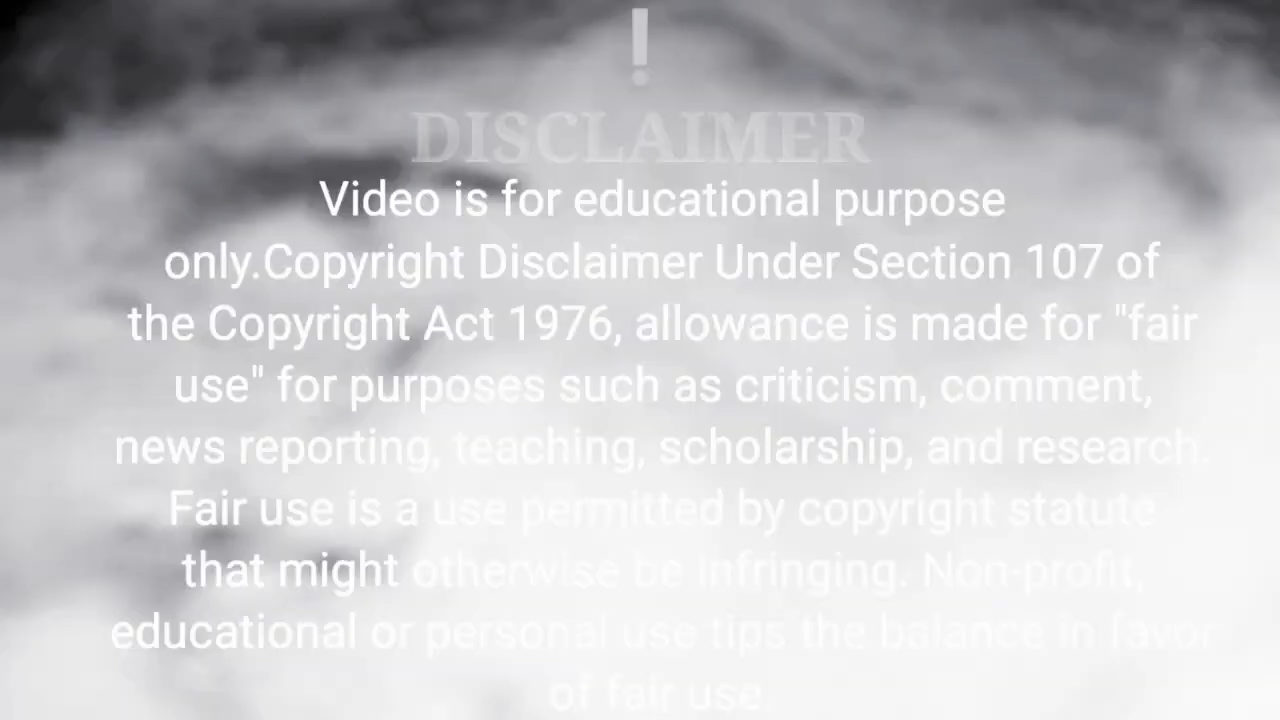 !
DISCLAIMER
Video is for educational purpose
only.Copyright Disclaimer Under Section 107 of
the Copyright Act 1976, allowance is made for "fair
use" for purposes such as criticism, comment,
news reporting, teaching, scholarship, and research.
Fair use is a use permitted by copyright statute
that might otherwise be infringing. Non-profit,
educational or personal use tips the balance in favor
of fair use.